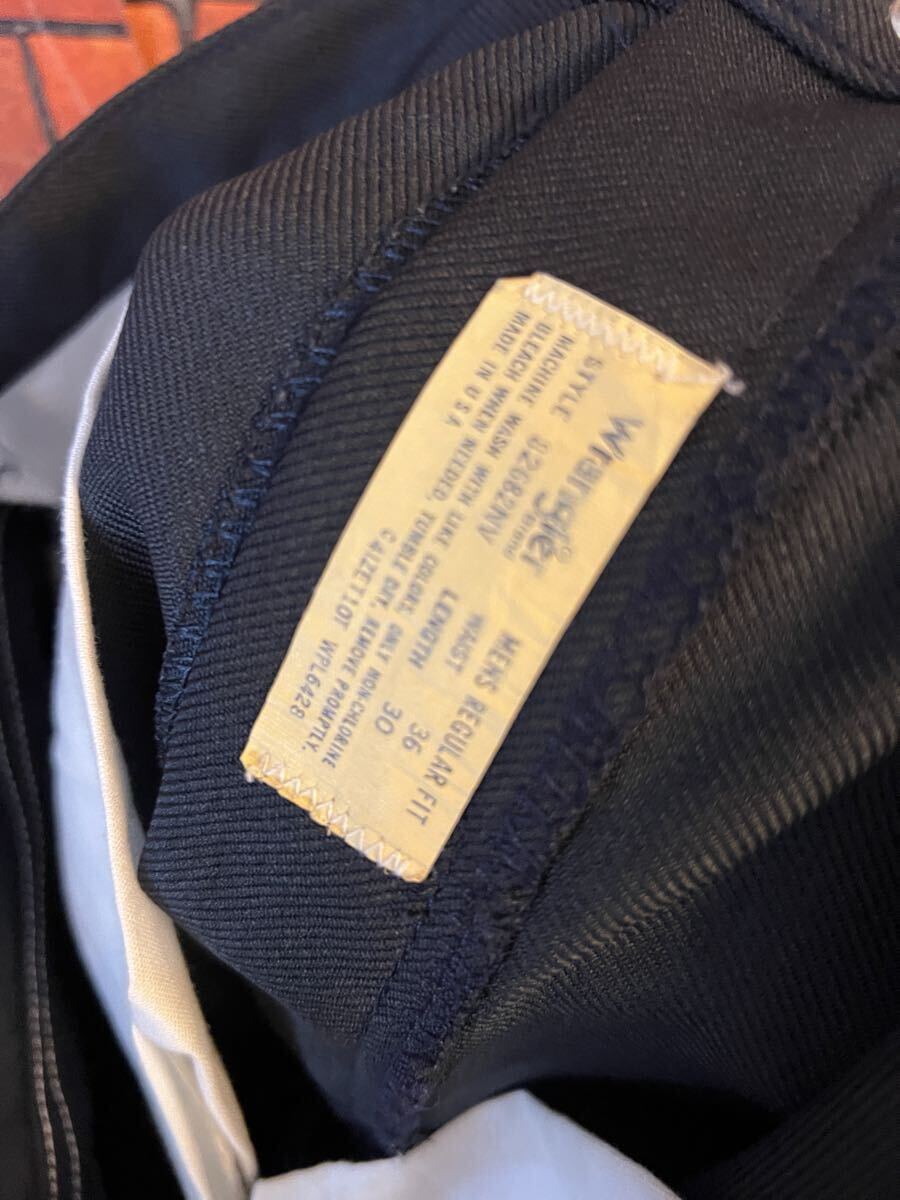 Wrangler®
MENS REGULAR FIT
STYLE 82682NV WAIST 36
LENGTH 30
MACHINE WASH WITH LIKE COLORS, ONLY NON-CHLORINE
BLEACH WHEN NEEDED, TUMBLE DRY, REMOVE PROMPTLY.
MADE IN U S A C41ZET10T WPL6428